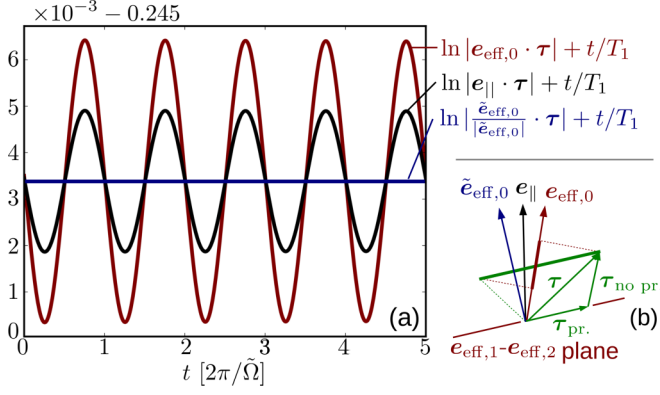 ×10⁻³ − 0.245
6
5
4
3
2
1
0
0 1 2 3 4 5
t [2π/Ω̃]
(a)
ln |e_eff,0 · τ| + t/T₁
ln |e_|| · τ| + t/T₁
ln |ẽ_eff,0/|ẽ_eff,0| · τ| + t/T₁
ẽ_eff,0 e_|| e_eff,0
τ τ_no pr
τ_pr. (b)
e_eff,1-e_eff,2 plane